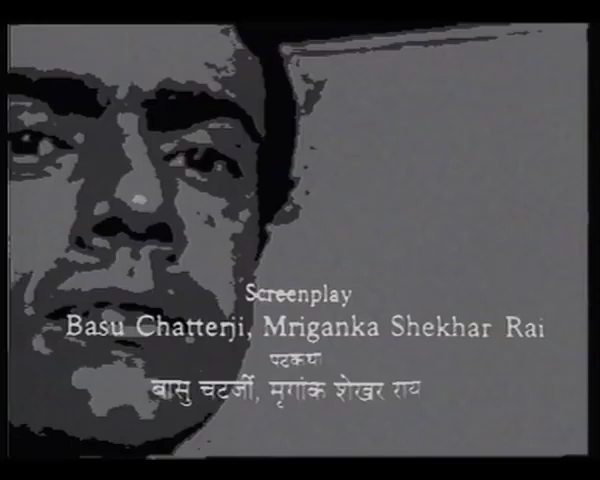 Screenplay
Basu Chatterji, Mriganka Shekhar Rai
पटकथा
बासु चटर्जी, मृगांक शेखर राय